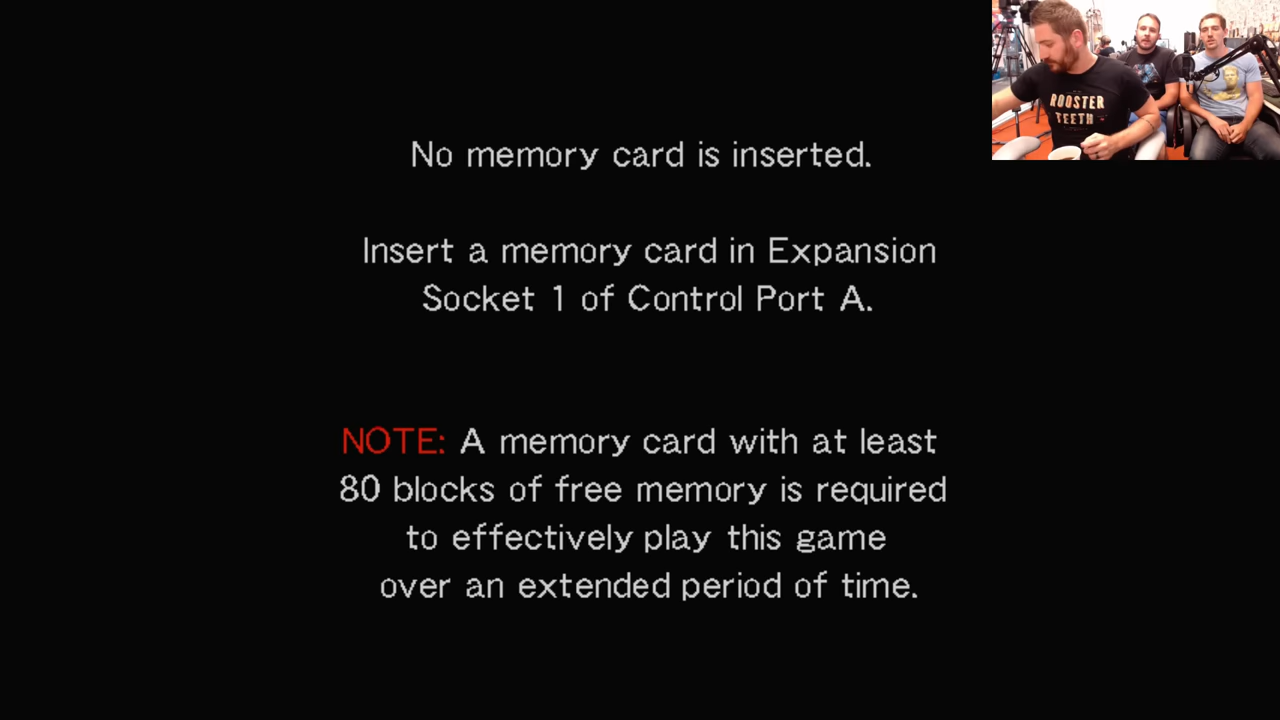 No memory card is inserted.
Insert a memory card in Expansion
Socket 1 of Control Port A.
NOTE: A memory card with at least
80 blocks of free memory is required
to effectively play this game
over an extended period of time.
ROOSTER
TEETH